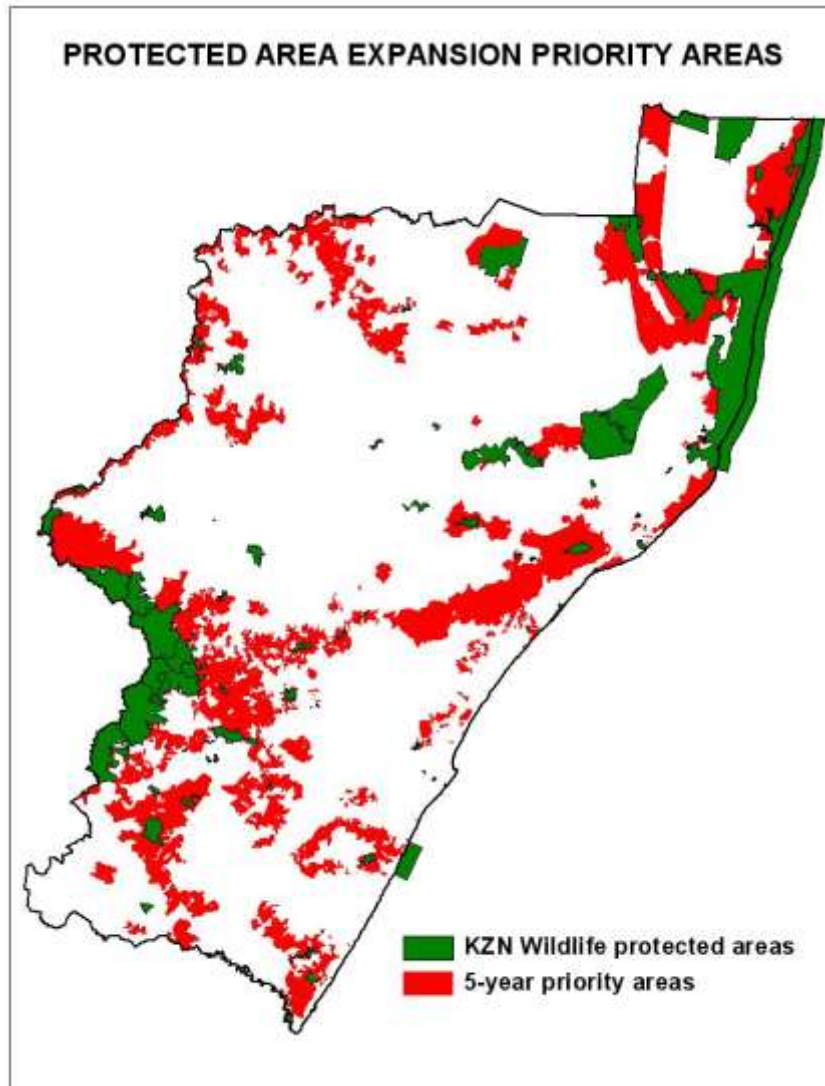 PROTECTED AREA EXPANSION PRIORITY AREAS
KZN Wildlife protected areas
5-year priority areas